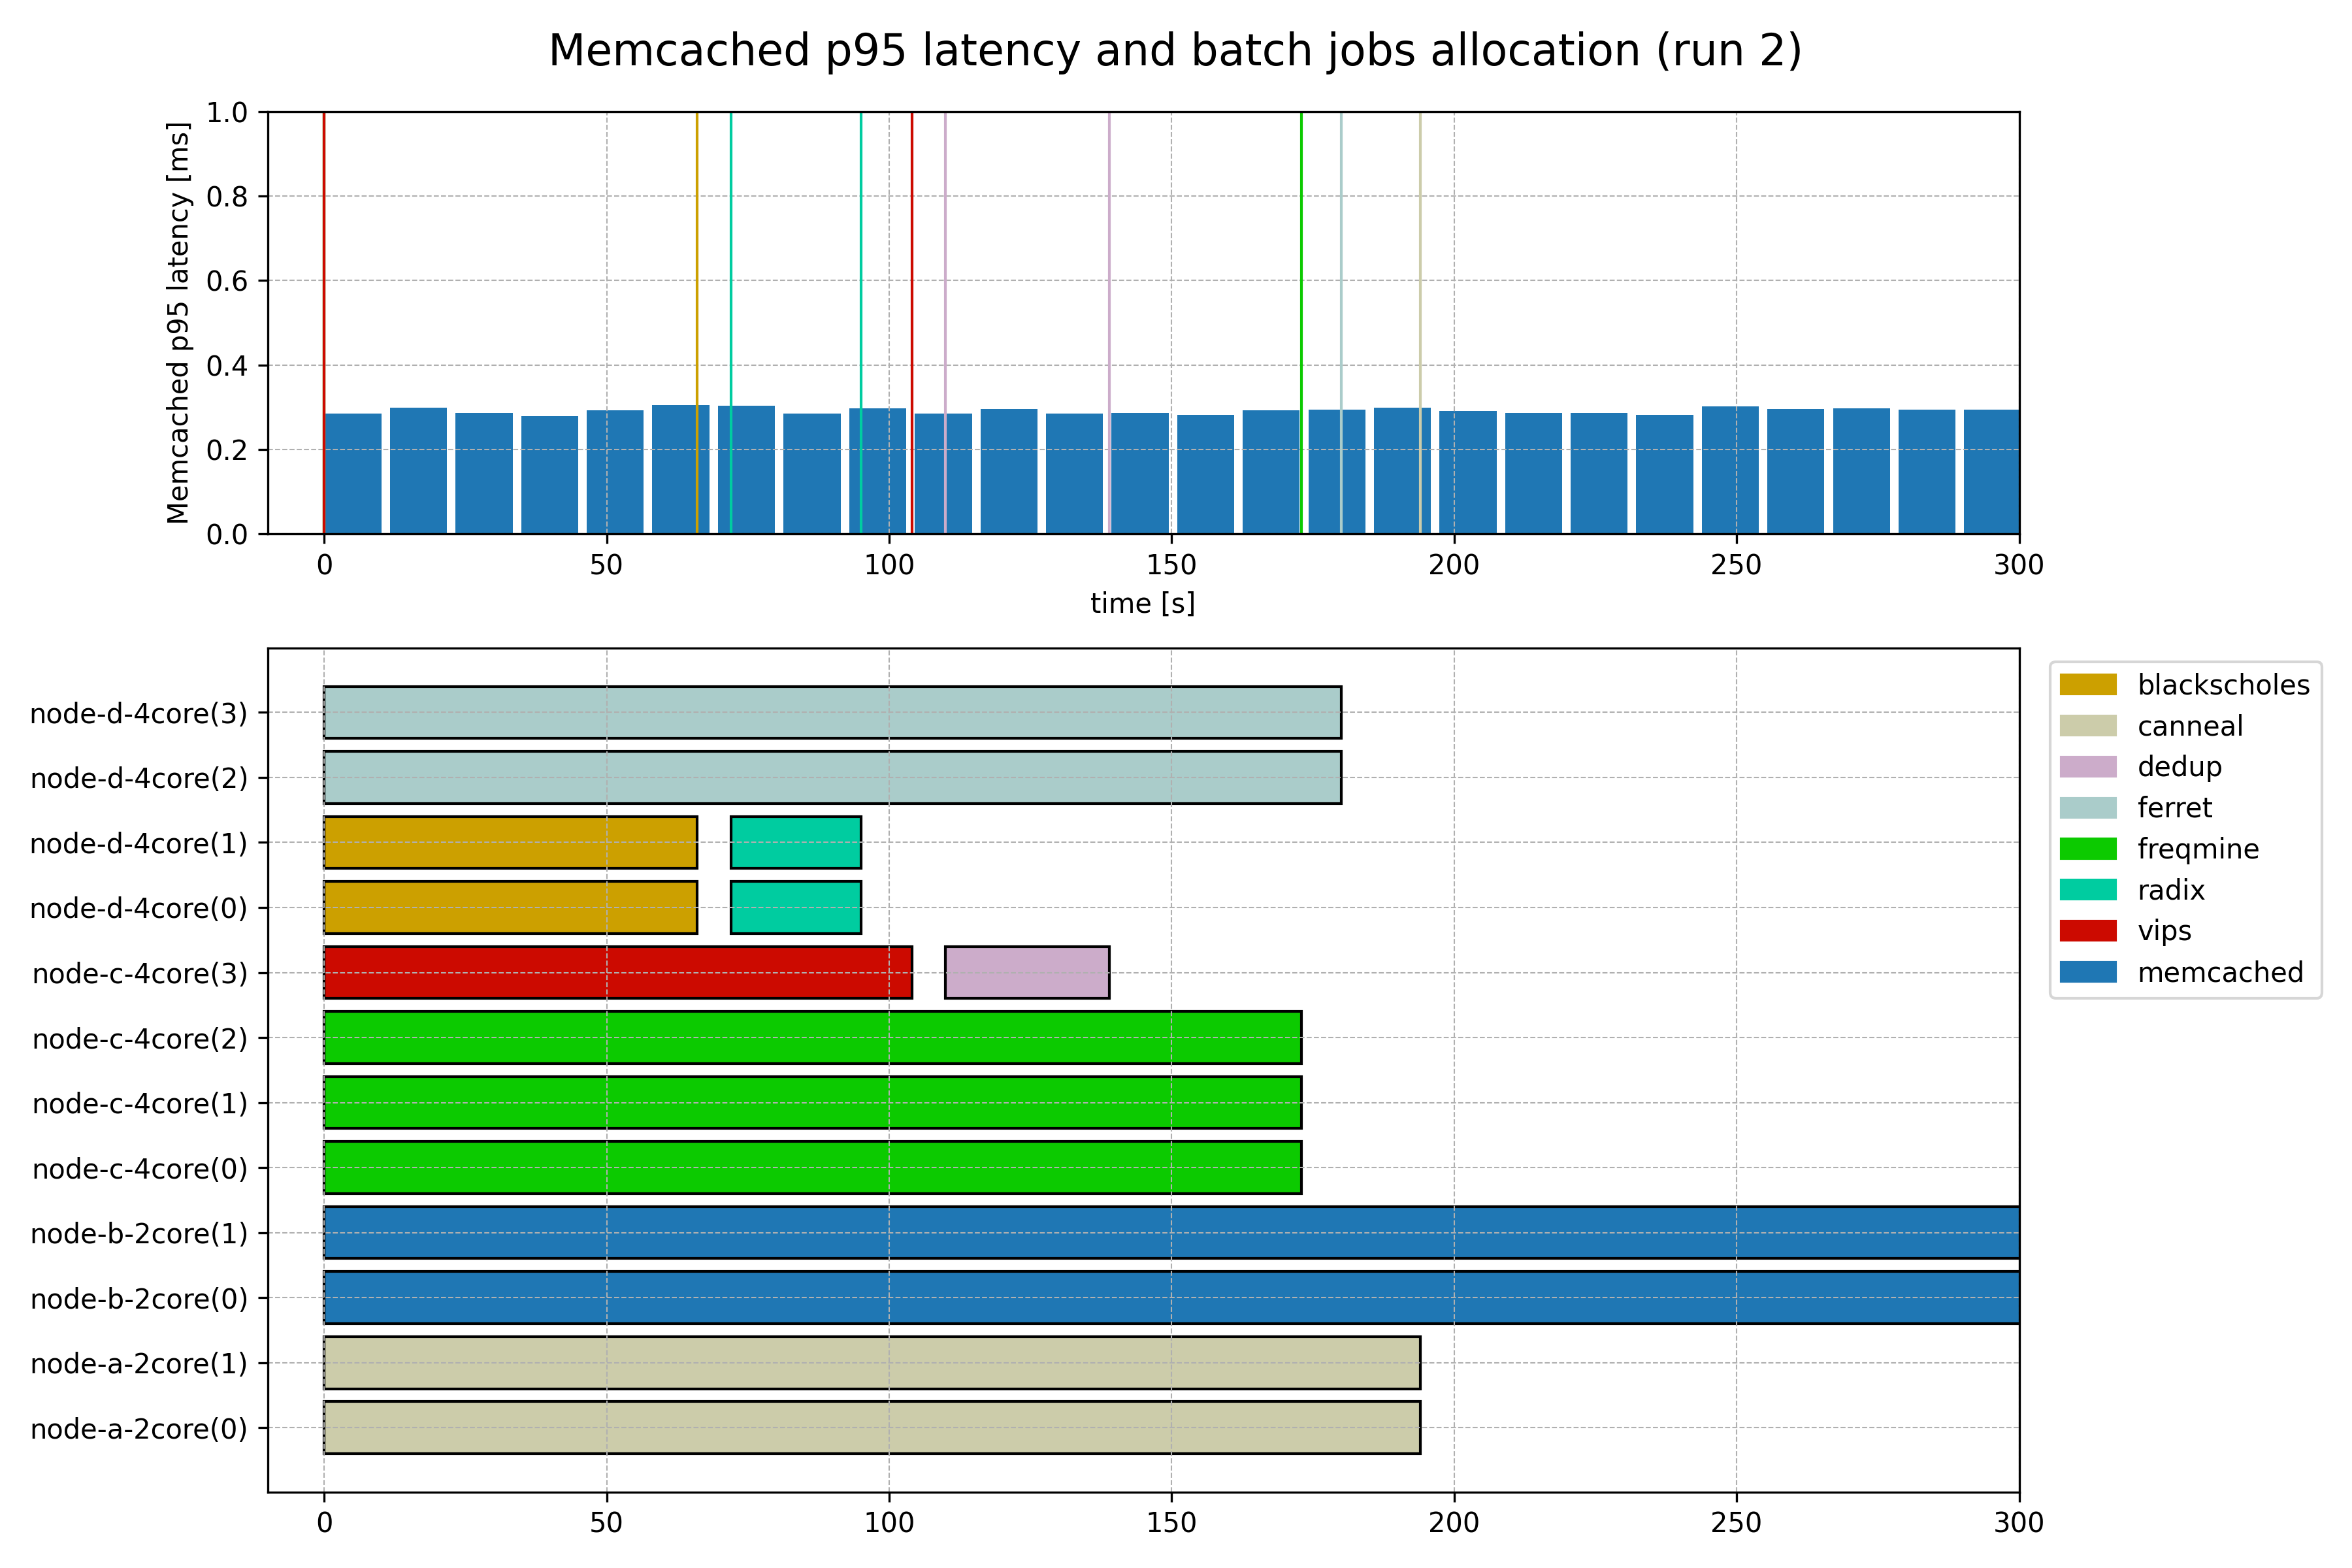 Memcached p95 latency and batch jobs allocation (run 2)
Memcached p95 latency [ms]
1.0
0.8
0.6
0.4
0.2
0.0
0 50 100 150 200 250 300
time [s]
node-d-4core(3)
node-d-4core(2)
node-d-4core(1)
node-d-4core(0)
node-c-4core(3)
node-c-4core(2)
node-c-4core(1)
node-c-4core(0)
node-b-2core(1)
node-b-2core(0)
node-a-2core(1)
node-a-2core(0)
0 50 100 150 200 250 300
blackscholes
canneal
dedup
ferret
freqmine
radix
vips
memcached